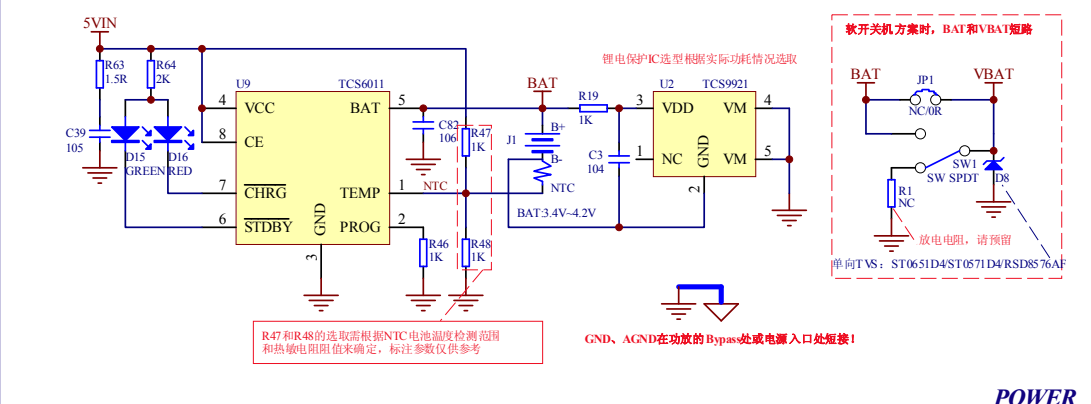 5VIN
R63
1.5R
R64
2K
C39
105
D15
GREEN
D16
RED
U9
TCS6011
4
VCC
8
CE
7
CHRG
6
STDBY
BAT
5
TEMP
1
PROG
2
GND
3
NTC
C82
106
R47
1K
R48
1K
R46
1K
BAT
J1
B+
B-
NTC
BAT:3.4V~4.2V
R19
1K
C3
104
锂电保护IC选型根据实际功耗情况选取
U2
TCS9921
3
VDD
1
NC
VM
4
VM
5
GND
2
R47和R48的选取需根据NTC电池温度检测范围
和热敏电阻阻值来确定，标注参数仅供参考
GND、AGND在功放的Bypass处或电源入口处短接！
软开关机方案时，BAT和VBAT短路
BAT
VBAT
JP1
NC/0R
SW1
SW SPDT
D8
R1
NC
放电电阻，请预留
单向TVS：ST0651D4/ST0571D4/RSD8576AF
POWER